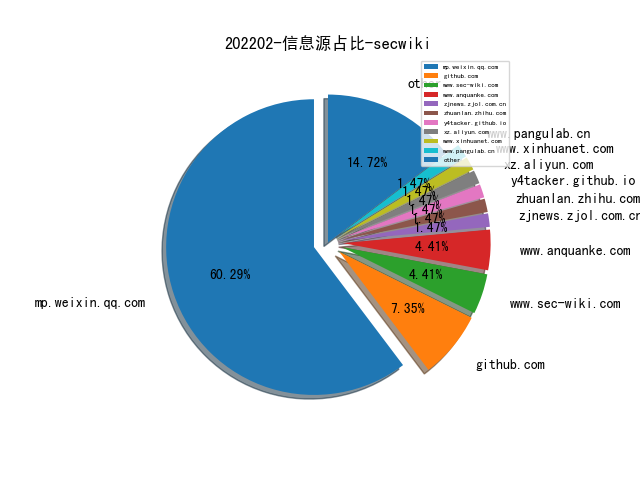 202202-信息源占比-secwiki
mp.weixin.qq.com
github.com
www.sec-wiki.com
www.anquanke.com
zjnews.zjol.com.cn
zhuanlan.zhihu.com
y4tacker.github.io
xz.aliyun.com
www.xinhuanet.com
www.pangulab.cn
other
other
www.pangulab.cn
www.xinhuanet.com
xz.aliyun.com
y4tacker.github.io
zhuanlan.zhihu.com
zjnews.zjol.com.cn
www.anquanke.com
www.sec-wiki.com
github.com
mp.weixin.qq.com
14.72%
1.47%
1.47%
1.47%
1.47%
1.47%
1.47%
4.41%
4.41%
7.35%
60.29%